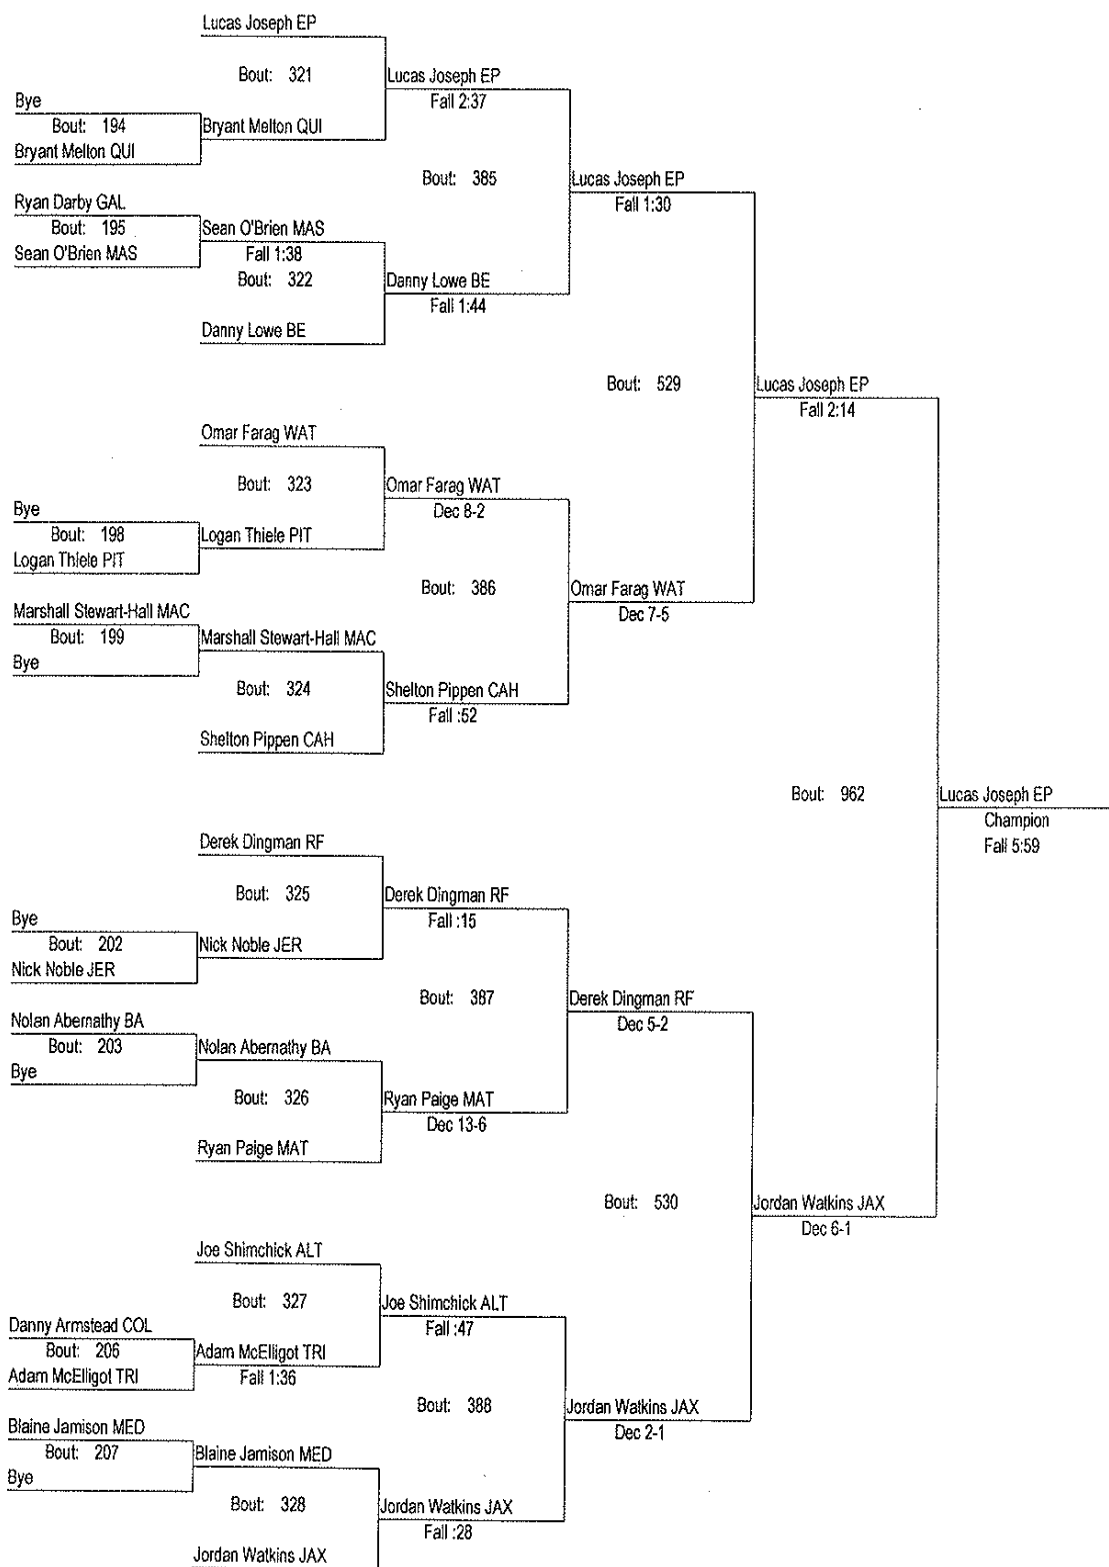 Lucas Joseph EP
Bout: 321
Lucas Joseph EP
Fall 2:37
Bye
Bout: 194
Bryant Melton QUI
Bryant Melton QUI
Bout: 385
Lucas Joseph EP
Fall 1:30
Ryan Darby GAL
Bout: 195
Sean O'Brien MAS
Sean O'Brien MAS
Fall 1:38
Bout: 322
Danny Lowe BE
Fall 1:44
Danny Lowe BE
Bout: 529
Lucas Joseph EP
Fall 2:14
Omar Farag WAT
Bout: 323
Omar Farag WAT
Dec 8-2
Bye
Bout: 198
Logan Thiele PIT
Logan Thiele PIT
Bout: 386
Omar Farag WAT
Dec 7-5
Marshall Stewart-Hall MAC
Bout: 199
Bye
Marshall Stewart-Hall MAC
Bout: 324
Shelton Pippen CAH
Fall :52
Shelton Pippen CAH
Bout: 962
Lucas Joseph EP
Champion
Fall 5:59
Derek Dingman RF
Bout: 325
Derek Dingman RF
Fall :15
Bye
Bout: 202
Nick Noble JER
Nick Noble JER
Bout: 387
Derek Dingman RF
Dec 5-2
Nolan Abernathy BA
Bout: 203
Bye
Nolan Abernathy BA
Bout: 326
Ryan Paige MAT
Dec 13-6
Ryan Paige MAT
Bout: 530
Jordan Watkins JAX
Dec 6-1
Joe Shimchick ALT
Bout: 327
Joe Shimchick ALT
Fall :47
Danny Armstead COL
Bout: 206
Adam McElligot TRI
Adam McElligot TRI
Fall 1:36
Bout: 388
Jordan Watkins JAX
Dec 2-1
Blaine Jamison MED
Bout: 207
Bye
Blaine Jamison MED
Bout: 328
Jordan Watkins JAX
Fall :28
Jordan Watkins JAX